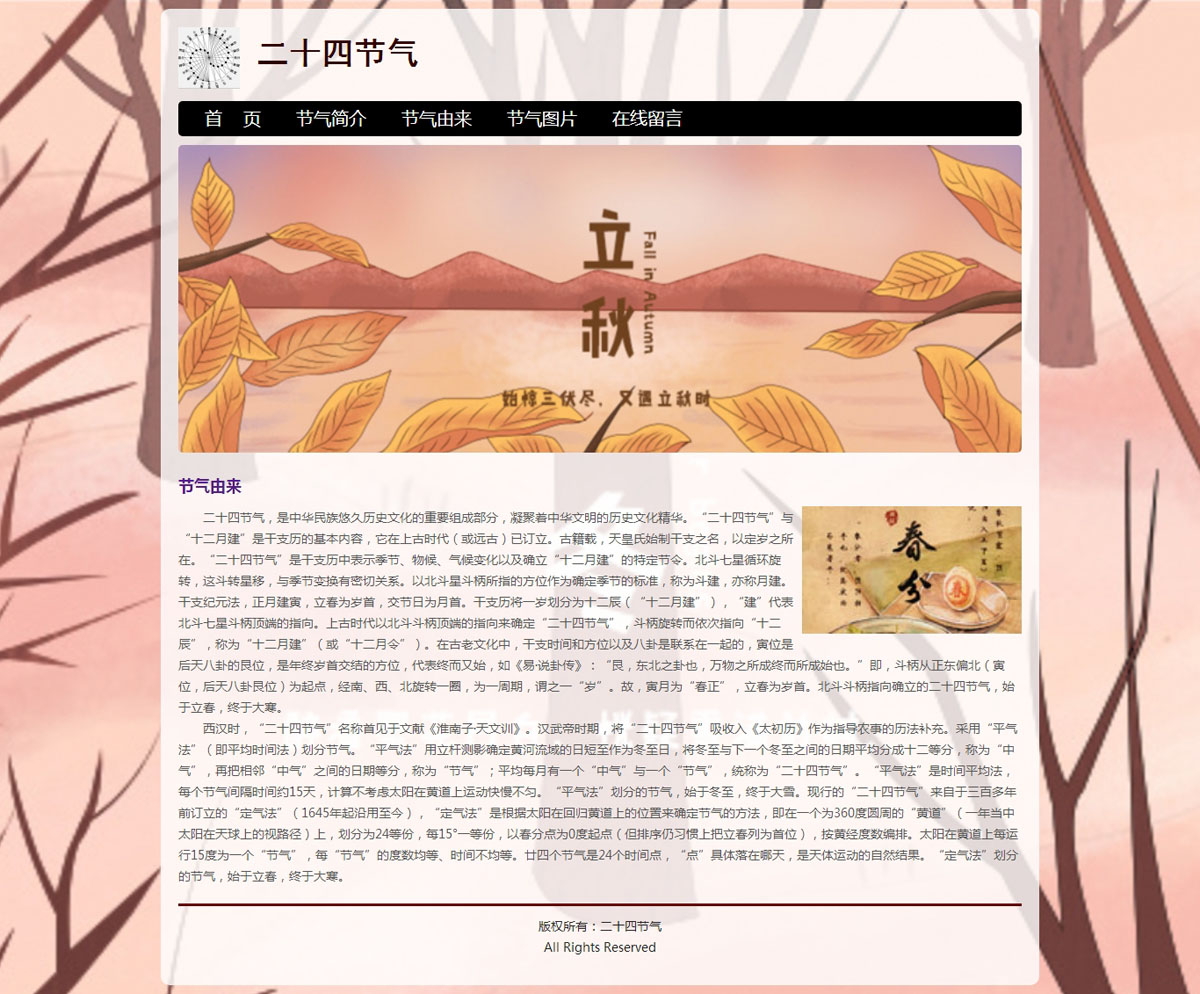 二十四节气
首 页 节气简介 节气由来 节气图片 在线留言
立秋
Fall in Autumn
始惊三伏尽，又遇立秋时
节气由来
二十四节气，是中华民族悠久历史文化的重要组成部分，凝聚着中华文明的历史文化精华。“二十四节气”与
“十二月建”是干支历的基本内容，它在上古时代（或远古）已订立。古籍载，天皇氏始制干支之名，以定岁之所
在。“二十四节气”是干支历中表示季节、物候、气候变化以及确立“十二月建”的特定节令。北斗七星循环旋
转，这斗转星移，与季节变换有密切关系。以北斗星斗柄所指的方位作为确定季节的标准，称为斗建，亦称月建。
干支纪元法，正月建寅，立春为岁首，交节日为月首。干支历将一岁划分为十二辰（“十二月建”），“建”代表
北斗七星斗柄顶端的指向。上古时代以北斗斗柄顶端的指向来确定“二十四节气”，斗柄旋转而依次指向“十二
辰”，称为“十二月建”（或“十二月令”）。在古老文化中，干支时间和方位以及八卦是联系在一起的，寅位是
后天八卦的艮位，是年终岁首交结的方位，代表终而又始，如《易·说卦传》：“艮，东北之卦也，万物之所成终而所成始也。”即，斗柄从正东偏北（寅
位，后天八卦艮位）为起点，经南、西、北旋转一圈，为一周期，谓之一“岁”。故，寅月为“春正”，立春为岁首。北斗斗柄指向确立的二十四节气，始
于立春，终于大寒。
春分
西汉时，“二十四节气”名称首见于文献《淮南子·天文训》。汉武帝时期，将“二十四节气”吸收入《太初历》作为指导农事的历法补充。采用“平气
法”（即平均时间法）划分节气。“平气法”用立杆测影确定黄河流域的日短至作为冬至日，将冬至与下一个冬至之间的日期平均分成十二等分，称为“中
气”，再把相邻“中气”之间的日期等分，称为“节气”；平均每月有一个“中气”与一个“节气”，统称为“二十四节气”。“平气法”是时间平均法，
每个节气间隔时间约15天，计算不考虑太阳在黄道上运动快慢不匀。“平气法”划分的节气，始于冬至，终于大雪。现行的“二十四节气”来自于三百多年
前订立的“定气法”（1645年起沿用至今），“定气法”是根据太阳在回归黄道上的位置来确定节气的方法，即在一个为360度圆周的“黄道”（一年当中
太阳在天球上的视路径）上，划分为24等份，每15°一等份，以春分点为0度起点（但排序仍习惯上把立春列为首位），按黄经度数编排。太阳在黄道上每运
行15度为一个“节气”，每“节气”的度数均等、时间不均等。廿四个节气是24个时间点，“点”具体落在哪天，是天体运动的自然结果。“定气法”划分
的节气，始于立春，终于大寒。
版权所有：二十四节气
All Rights Reserved